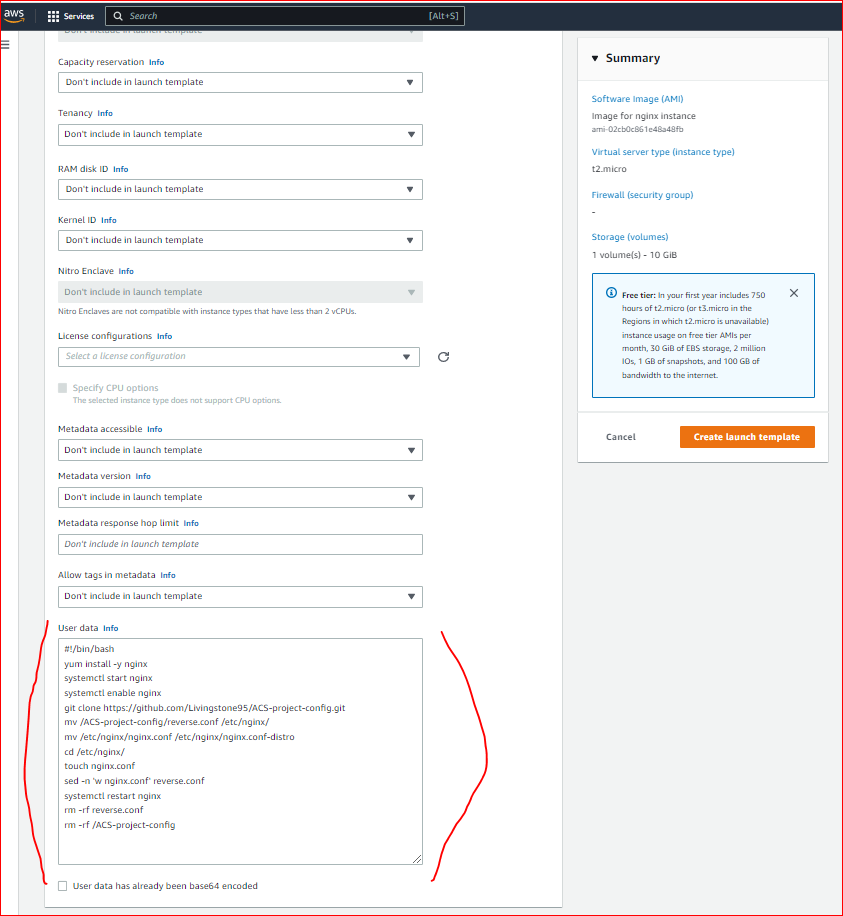 aws
Services
Search
[Alt+S]
Don't include in launch template
Capacity reservation Info
Don't include in launch template
Tenancy Info
Don't include in launch template
RAM disk ID Info
Don't include in launch template
Kernel ID Info
Don't include in launch template
Nitro Enclave Info
Don't include in launch template
Nitro Enclaves are not compatible with instance types that have less than 2 vCPUs.
License configurations Info
Select a license configuration
Specify CPU options
The selected instance type does not support CPU options.
Metadata accessible Info
Don't include in launch template
Metadata version Info
Don't include in launch template
Metadata response hop limit Info
Don't include in launch template
Allow tags in metadata Info
Don't include in launch template
User data Info
#!/bin/bash
yum install -y nginx
systemctl start nginx
systemctl enable nginx
git clone https://github.com/Livingstone95/ACS-project-config.git
mv /ACS-project-config/reverse.conf /etc/nginx/
mv /etc/nginx/nginx.conf /etc/nginx/nginx.conf-distro
cd /etc/nginx/
touch nginx.conf
sed -n 'w nginx.conf' reverse.conf
systemctl restart nginx
rm -rf reverse.conf
rm -rf /ACS-project-config
User data has already been base64 encoded
Summary
Software Image (AMI)
Image for nginx instance
ami-02cb0c861e48a48fb
Virtual server type (instance type)
t2.micro
Firewall (security group)
-
Storage (volumes)
1 volume(s) - 10 GiB
Free tier: In your first year includes 750
hours of t2.micro (or t3.micro in the
Regions in which t2.micro is unavailable)
instance usage on free tier AMIs per
month, 30 GiB of EBS storage, 2 million
IOs, 1 GB of snapshots, and 100 GB of
bandwidth to the internet.
Cancel
Create launch template